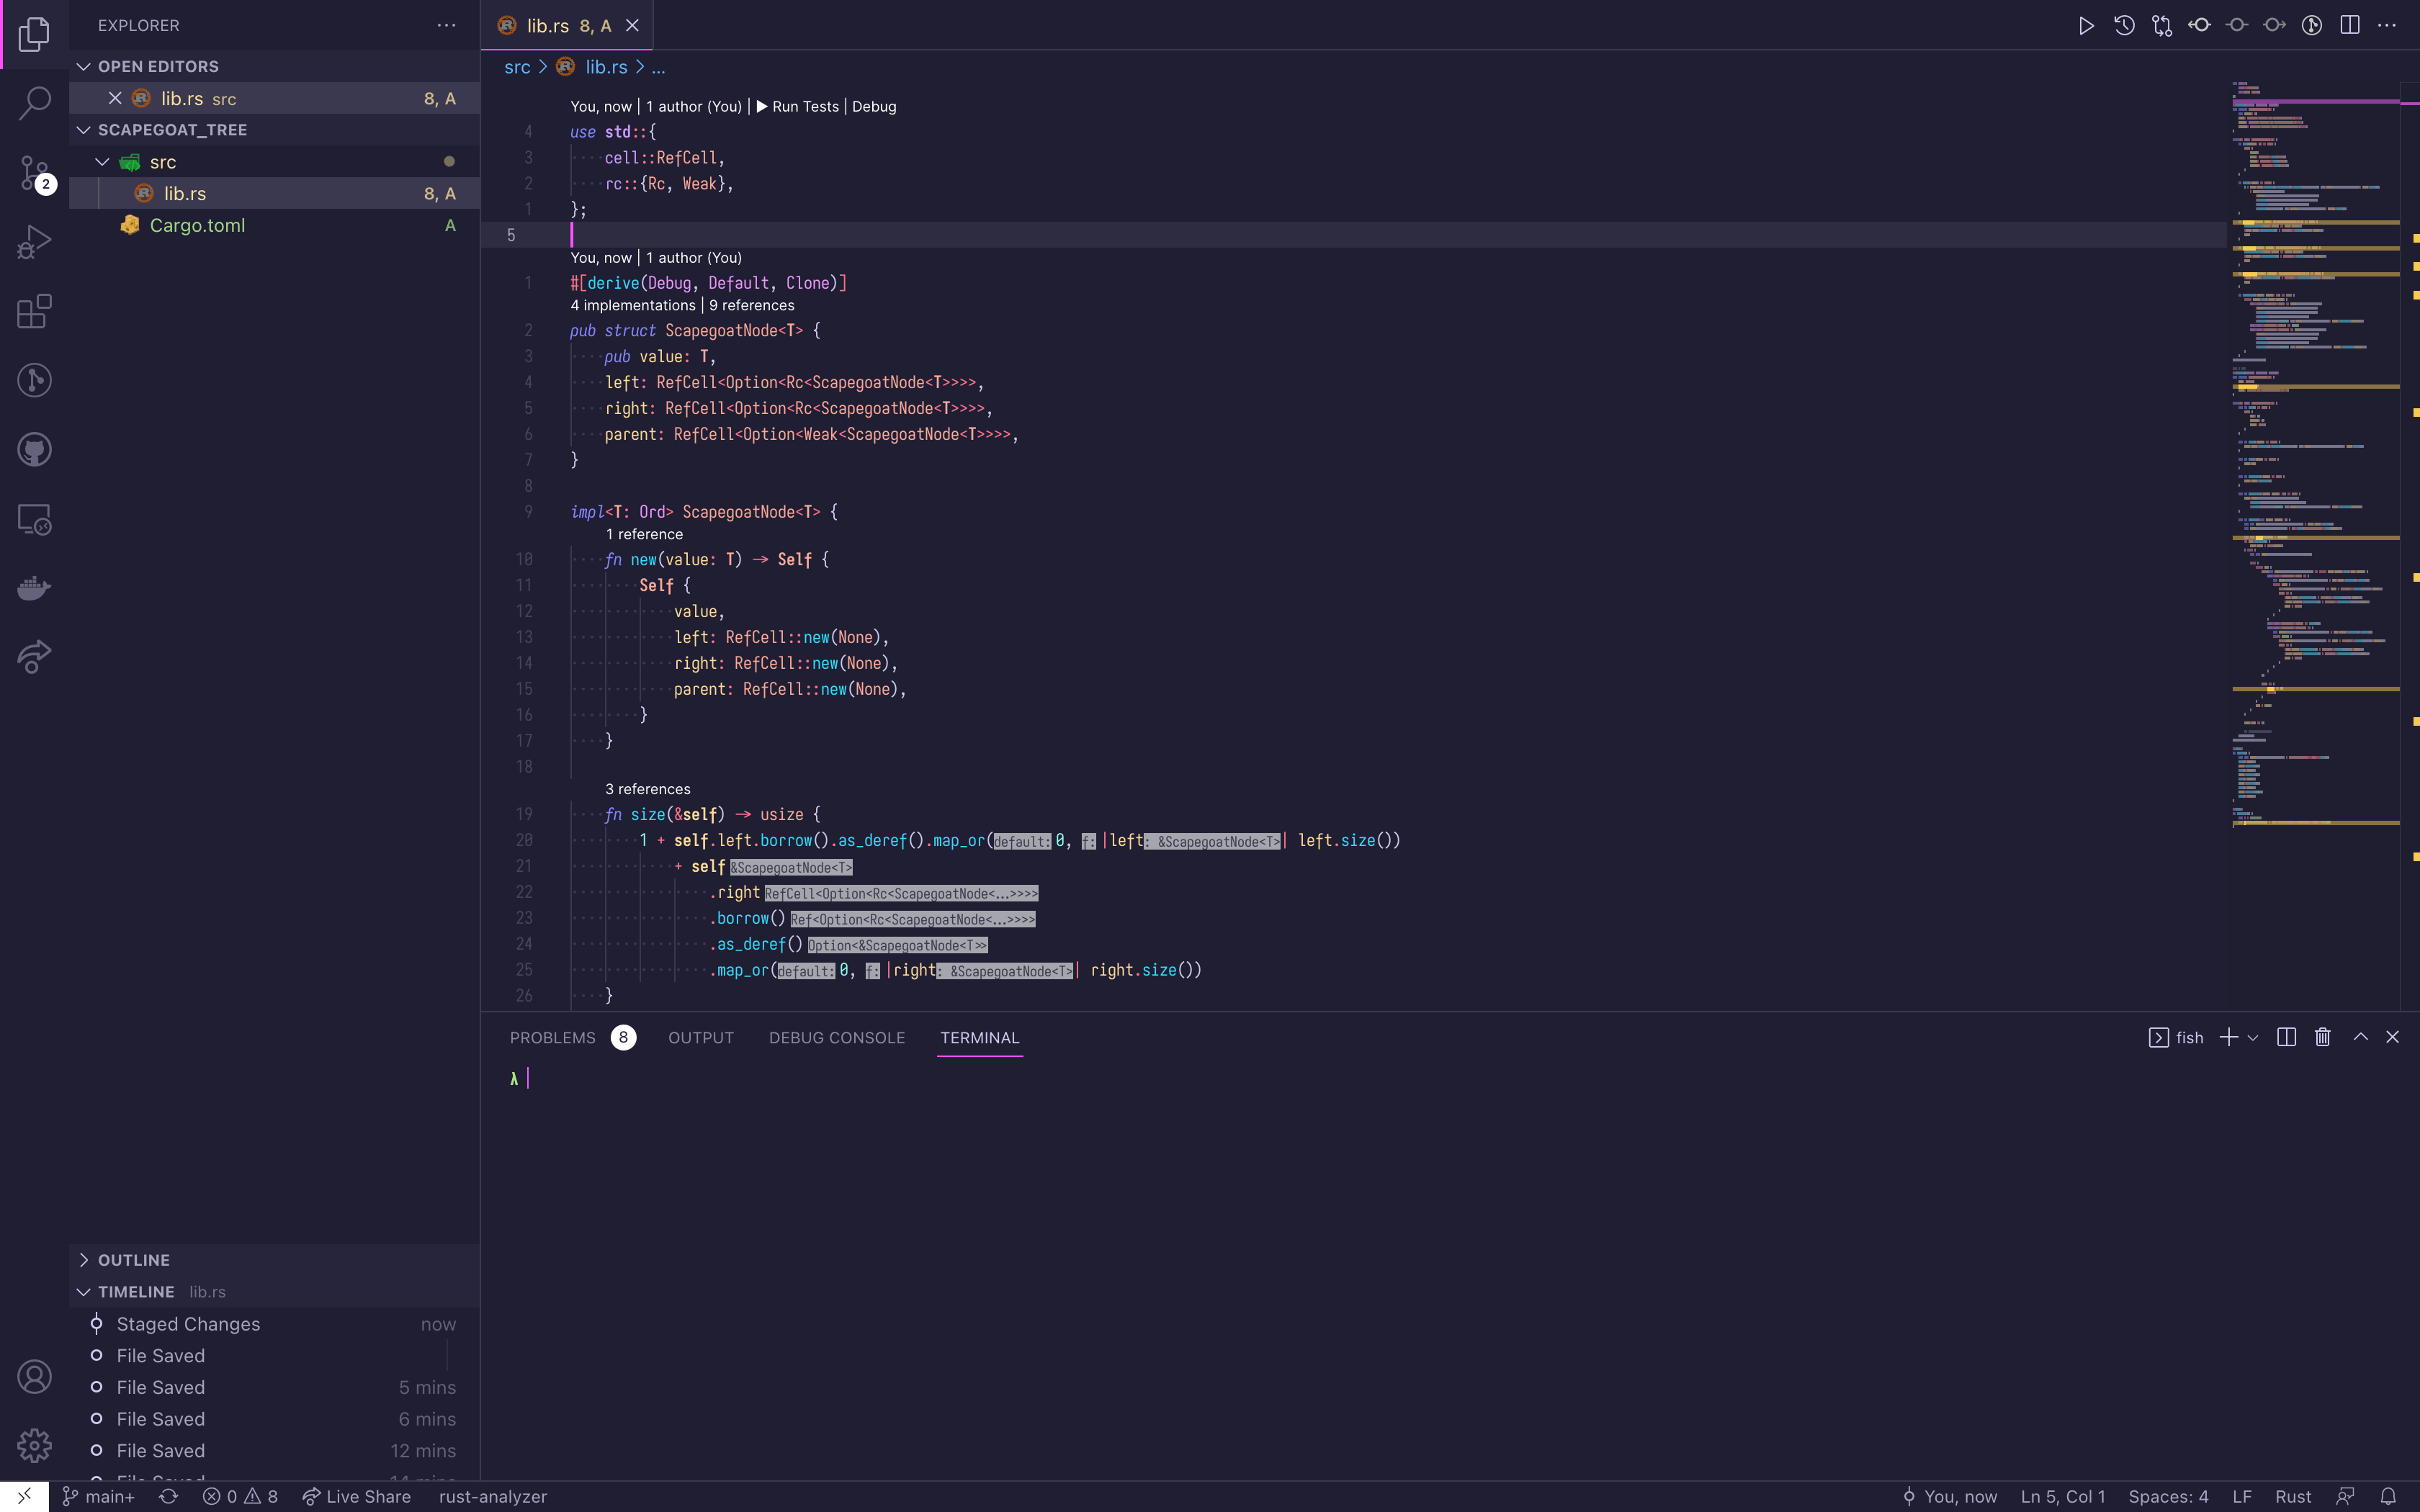 EXPLORER
OPEN EDITORS
lib.rs src 8, A
SCAPEGOAT_TREE
src
lib.rs 8, A
Cargo.toml A
2
OUTLINE
TIMELINE lib.rs
Staged Changes now
File Saved
File Saved 5 mins
File Saved 6 mins
File Saved 12 mins
File Saved 14 mins
lib.rs 8, A
src > lib.rs > ...
You, now | 1 author (You) | ▶ Run Tests | Debug
4 use std::{
3 ····cell::RefCell,
2 ····rc::{Rc, Weak},
1 };
5
You, now | 1 author (You)
1 #[derive(Debug, Default, Clone)]
4 implementations | 9 references
2 pub struct ScapegoatNode<T> {
3 ····pub value: T,
4 ····left: RefCell<Option<Rc<ScapegoatNode<T>>>>,
5 ····right: RefCell<Option<Rc<ScapegoatNode<T>>>>,
6 ····parent: RefCell<Option<Weak<ScapegoatNode<T>>>>,
7 }
8
9 impl<T: Ord> ScapegoatNode<T> {
1 reference
10 ····fn new(value: T) -> Self {
11 ········Self {
12 ············value,
13 ············left: RefCell::new(None),
14 ············right: RefCell::new(None),
15 ············parent: RefCell::new(None),
16 ········}
17 ····}
18
3 references
19 ····fn size(&self) -> usize {
20 ········1 + self.left.borrow().as_deref().map_or(default: 0, f: |left: &ScapegoatNode<T>| left.size())
21 ············+ self &ScapegoatNode<T>
22 ················.right RefCell<Option<Rc<ScapegoatNode<…>>>>
23 ················.borrow() Ref<Option<Rc<ScapegoatNode<…>>>>
24 ················.as_deref() Option<&ScapegoatNode<T>>
25 ················.map_or(default: 0, f: |right: &ScapegoatNode<T>| right.size())
26 ····}
PROBLEMS 8 OUTPUT DEBUG CONSOLE TERMINAL fish
λ
main+ 0 8 Live Share rust-analyzer You, now Ln 5, Col 1 Spaces: 4 LF Rust